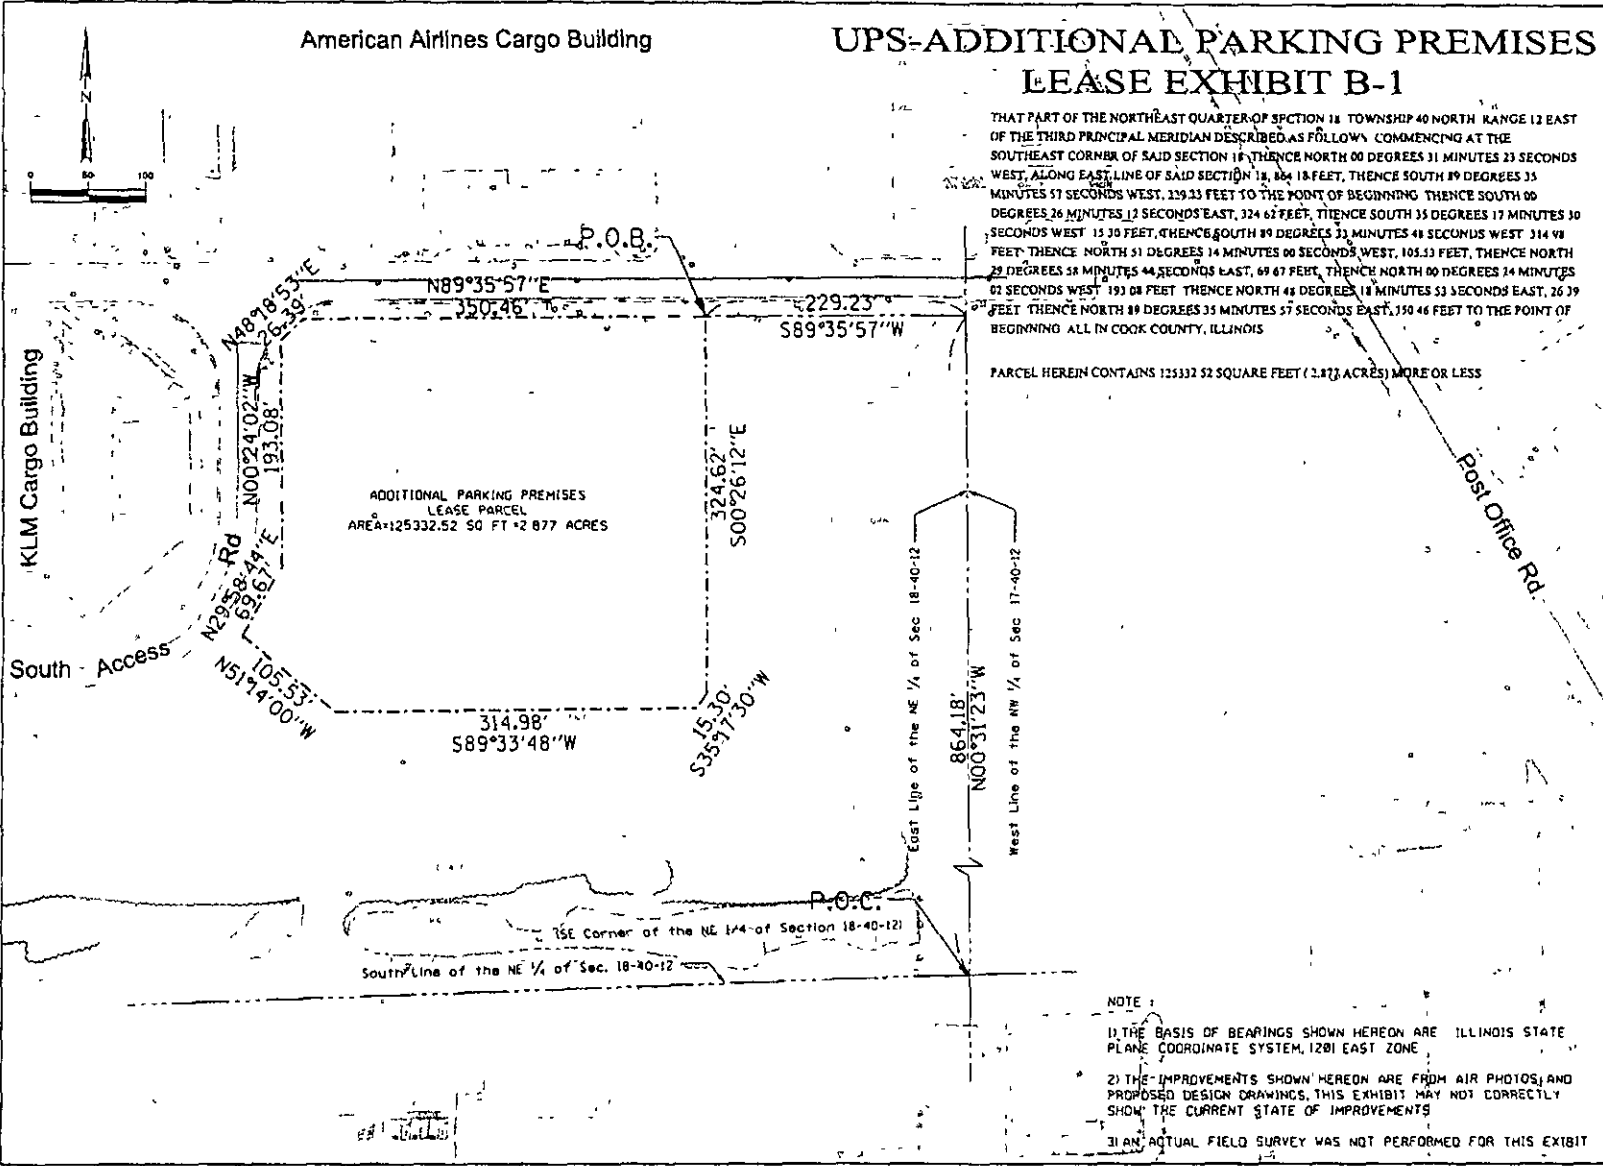 American Airlines Cargo Building
UPS-ADDITIONAL PARKING PREMISES
LEASE EXHIBIT B-1
THAT PART OF THE NORTHEAST QUARTER OF SECTION 18 TOWNSHIP 40 NORTH RANGE 12 EAST
OF THE THIRD PRINCIPAL MERIDIAN DESCRIBED AS FOLLOWS COMMENCING AT THE
SOUTHEAST CORNER OF SAID SECTION 18, THENCE NORTH 00 DEGREES 31 MINUTES 23 SECONDS
WEST, ALONG EAST LINE OF SAID SECTION 18, 864 18 FEET, THENCE SOUTH 89 DEGREES 35
MINUTES 57 SECONDS WEST, 229.23 FEET TO THE POINT OF BEGINNING THENCE SOUTH 00
DEGREES 26 MINUTES 12 SECONDS EAST, 324 62 FEET, THENCE SOUTH 35 DEGREES 17 MINUTES 30
SECONDS WEST 15 30 FEET, THENCE SOUTH 89 DEGREES 33 MINUTES 48 SECONDS WEST 314 98
FEET THENCE NORTH 51 DEGREES 14 MINUTES 00 SECONDS WEST, 105.53 FEET, THENCE NORTH
29 DEGREES 58 MINUTES 44 SECONDS EAST, 69 67 FEET, THENCE NORTH 00 DEGREES 24 MINUTES
02 SECONDS WEST 193 08 FEET THENCE NORTH 48 DEGREES 18 MINUTES 53 SECONDS EAST, 26 39
FEET THENCE NORTH 89 DEGREES 35 MINUTES 57 SECONDS EAST, 350 46 FEET TO THE POINT OF
BEGINNING ALL IN COOK COUNTY, ILLINOIS
PARCEL HEREIN CONTAINS 125332 52 SQUARE FEET (2.877 ACRES) MORE OR LESS
N
0 50 100
P.O.B.
N89°35'57"E
350.46'
229.23'
S89°35'57"W
N48°18'53"E
26.39'
KLM Cargo Building
N00°24'02"W
193.08'
ADDITIONAL PARKING PREMISES
LEASE PARCEL
AREA=125332.52 SQ FT =2 877 ACRES
324.62'
S00°26'12"E
Post Office Rd.
Rd
N29°58'44"E
69.67'
South Access
105.53'
N51°14'00"W
314.98'
S89°33'48"W
15.30'
S35°17'30"W
East Line of the NE 1/4 of Sec 18-40-12
864.18'
N00°31'23"W
West Line of the NW 1/4 of Sec 17-40-12
P.O.C.
(SE Corner of the NE 1/4 of Section 18-40-12)
South Line of the NE 1/4 of Sec. 18-40-12
NOTE :
1) THE BASIS OF BEARINGS SHOWN HEREON ARE ILLINOIS STATE
PLANE COORDINATE SYSTEM, 1201 EAST ZONE
2) THE IMPROVEMENTS SHOWN HEREON ARE FROM AIR PHOTOS, AND
PROPOSED DESIGN DRAWINGS, THIS EXHIBIT MAY NOT CORRECTLY
SHOW THE CURRENT STATE OF IMPROVEMENTS
3) AN ACTUAL FIELD SURVEY WAS NOT PERFORMED FOR THIS EXIBIT